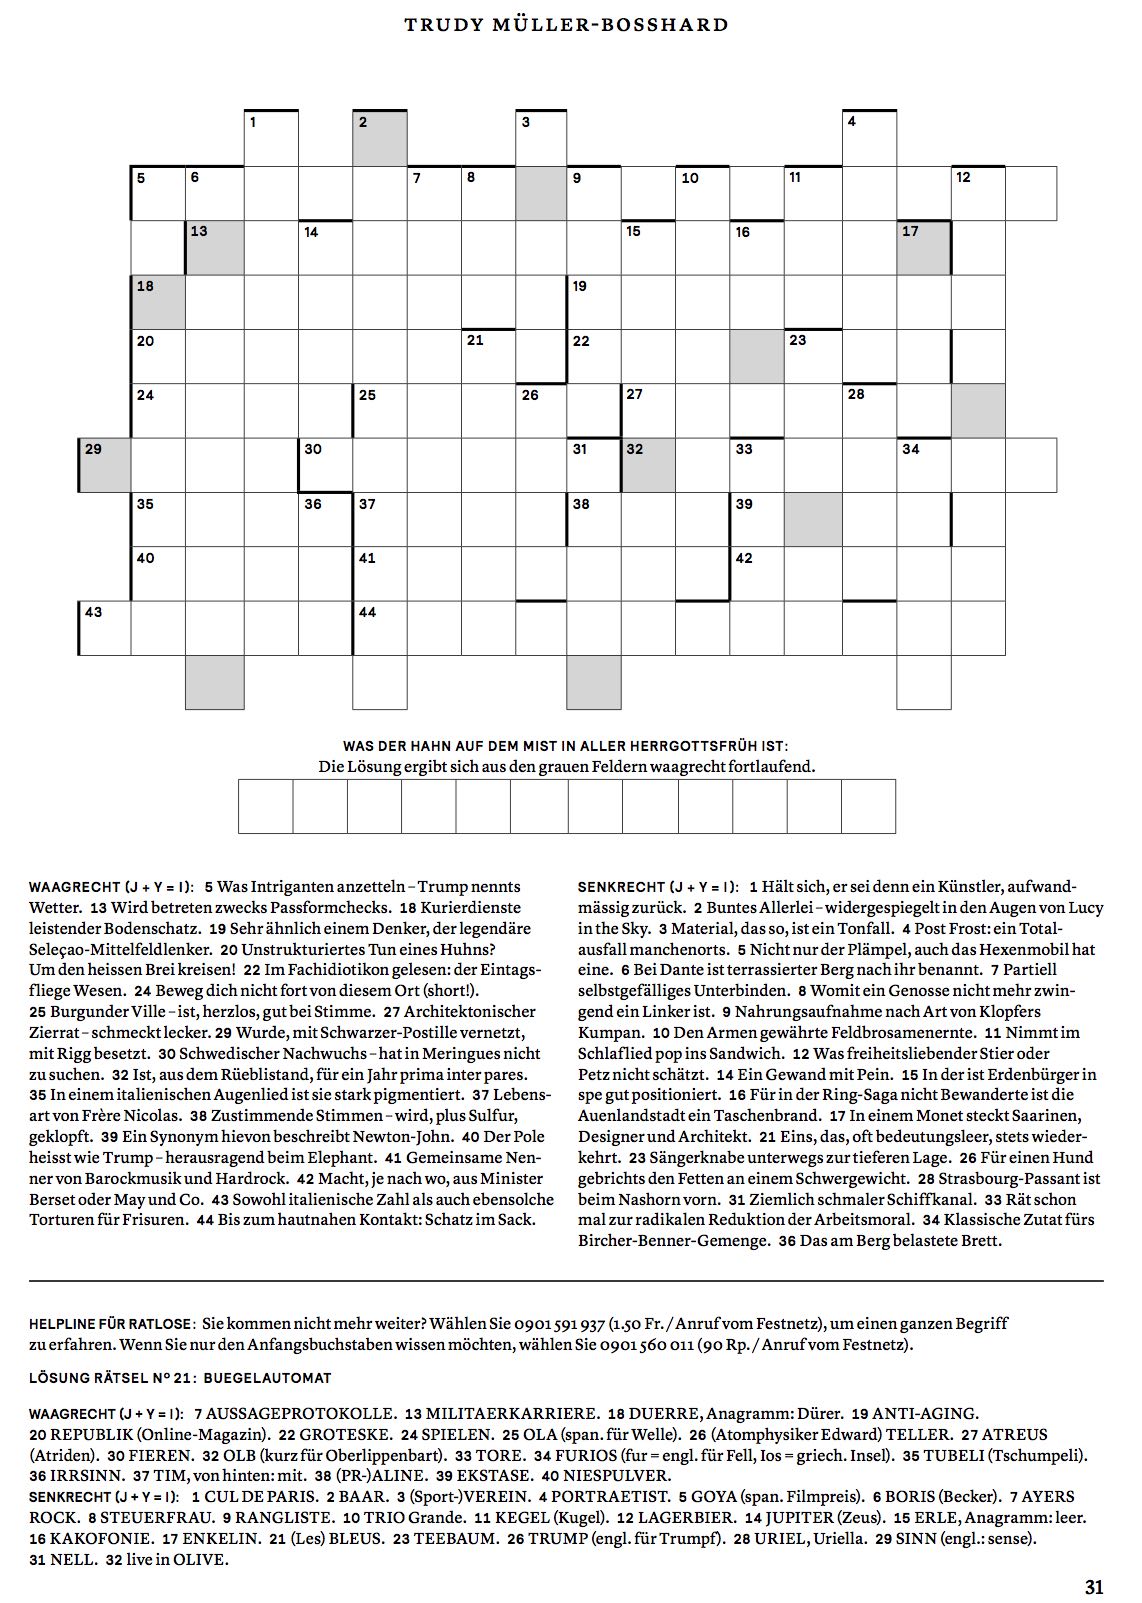 TRUDY MÜLLER-BOSSHARD
1 2 3 4
5 6 7 8 9 10 11 12
13 14 15 16 17
18 19
20 21 22 23
24 25 26 27 28
29 30 31 32 33 34
35 36 37 38 39
40 41 42
43 44
WAS DER HAHN AUF DEM MIST IN ALLER HERRGOTTSFRÜH IST:
Die Lösung ergibt sich aus den grauen Feldern waagrecht fortlaufend.
WAAGRECHT (J + Y = I): 5 Was Intriganten anzetteln – Trump nennts
Wetter. 13 Wird betreten zwecks Passformchecks. 18 Kurierdienste
leistender Bodenschatz. 19 Sehr ähnlich einem Denker, der legendäre
Seleçao-Mittelfeldlenker. 20 Unstrukturiertes Tun eines Huhns?
Um den heissen Brei kreisen! 22 Im Fachidiotikon gelesen: der Eintags-
fliege Wesen. 24 Beweg dich nicht fort von diesem Ort (short!).
25 Burgunder Ville – ist, herzlos, gut bei Stimme. 27 Architektonischer
Zierrat – schmeckt lecker. 29 Wurde, mit Schwarzer-Postille vernetzt,
mit Rigg besetzt. 30 Schwedischer Nachwuchs – hat in Meringues nicht
zu suchen. 32 Ist, aus dem Rüeblistand, für ein Jahr prima inter pares.
35 In einem italienischen Augenlied ist sie stark pigmentiert. 37 Lebens-
art von Frère Nicolas. 38 Zustimmende Stimmen – wird, plus Sulfur,
geklopft. 39 Ein Synonym hievon beschreibt Newton-John. 40 Der Pole
heisst wie Trump – herausragend beim Elephant. 41 Gemeinsame Nen-
ner von Barockmusik und Hardrock. 42 Macht, je nach wo, aus Minister
Berset oder May und Co. 43 Sowohl italienische Zahl als auch ebensolche
Torturen für Frisuren. 44 Bis zum hautnahen Kontakt: Schatz im Sack.
SENKRECHT (J + Y = I): 1 Hält sich, er sei denn ein Künstler, aufwand-
mässig zurück. 2 Buntes Allerlei – widergespiegelt in den Augen von Lucy
in the Sky. 3 Material, das so, ist ein Tonfall. 4 Post Frost: ein Total-
ausfall manchenorts. 5 Nicht nur der Plämpel, auch das Hexenmobil hat
eine. 6 Bei Dante ist terrassierter Berg nach ihr benannt. 7 Partiell
selbstgefälliges Unterbinden. 8 Womit ein Genosse nicht mehr zwin-
gend ein Linker ist. 9 Nahrungsaufnahme nach Art von Klopfers
Kumpan. 10 Den Armen gewährte Feldbrosamenernte. 11 Nimmt im
Schlaflied pop ins Sandwich. 12 Was freiheitsliebender Stier oder
Petz nicht schätzt. 14 Ein Gewand mit Pein. 15 In der ist Erdenbürger in
spe gut positioniert. 16 Für in der Ring-Saga nicht Bewanderte ist die
Auenlandstadt ein Taschenbrand. 17 In einem Monet steckt Saarinen,
Designer und Architekt. 21 Eins, das, oft bedeutungsleer, stets wieder-
kehrt. 23 Sängerknabe unterwegs zur tieferen Lage. 26 Für einen Hund
gebrichts den Fetten an einem Schwergewicht. 28 Strasbourg-Passant ist
beim Nashorn vorn. 31 Ziemlich schmaler Schiffkanal. 33 Rät schon
mal zur radikalen Reduktion der Arbeitsmoral. 34 Klassische Zutat fürs
Bircher-Benner-Gemenge. 36 Das am Berg belastete Brett.
HELPLINE FÜR RATLOSE: Sie kommen nicht mehr weiter? Wählen Sie 0901 591 937 (1.50 Fr. / Anruf vom Festnetz), um einen ganzen Begriff
zu erfahren. Wenn Sie nur den Anfangsbuchstaben wissen möchten, wählen Sie 0901 560 011 (90 Rp. / Anruf vom Festnetz).
LÖSUNG RÄTSEL Nº 21: BUEGELAUTOMAT
WAAGRECHT (J + Y = I): 7 AUSSAGEPROTOKOLLE. 13 MILITAERKARRIERE. 18 DUERRE, Anagramm: Dürer. 19 ANTI-AGING.
20 REPUBLIK (Online-Magazin). 22 GROTESKE. 24 SPIELEN. 25 OLA (span. für Welle). 26 (Atomphysiker Edward) TELLER. 27 ATREUS
(Atriden). 30 FIEREN. 32 OLB (kurz für Oberlippenbart). 33 TORE. 34 FURIOS (fur = engl. für Fell, Ios = griech. Insel). 35 TUBELI (Tschumpeli).
36 IRRSINN. 37 TIM, von hinten: mit. 38 (PR-)ALINE. 39 EKSTASE. 40 NIESPULVER.
SENKRECHT (J + Y = I): 1 CUL DE PARIS. 2 BAAR. 3 (Sport-)VEREIN. 4 PORTRAETIST. 5 GOYA (span. Filmpreis). 6 BORIS (Becker). 7 AYERS
ROCK. 8 STEUERFRAU. 9 RANGLISTE. 10 TRIO Grande. 11 KEGEL (Kugel). 12 LAGERBIER. 14 JUPITER (Zeus). 15 ERLE, Anagramm: leer.
16 KAKOFONIE. 17 ENKELIN. 21 (Les) BLEUS. 23 TEEBAUM. 26 TRUMP (engl. für Trumpf). 28 URIEL, Uriella. 29 SINN (engl.: sense).
31 NELL. 32 live in OLIVE.
31